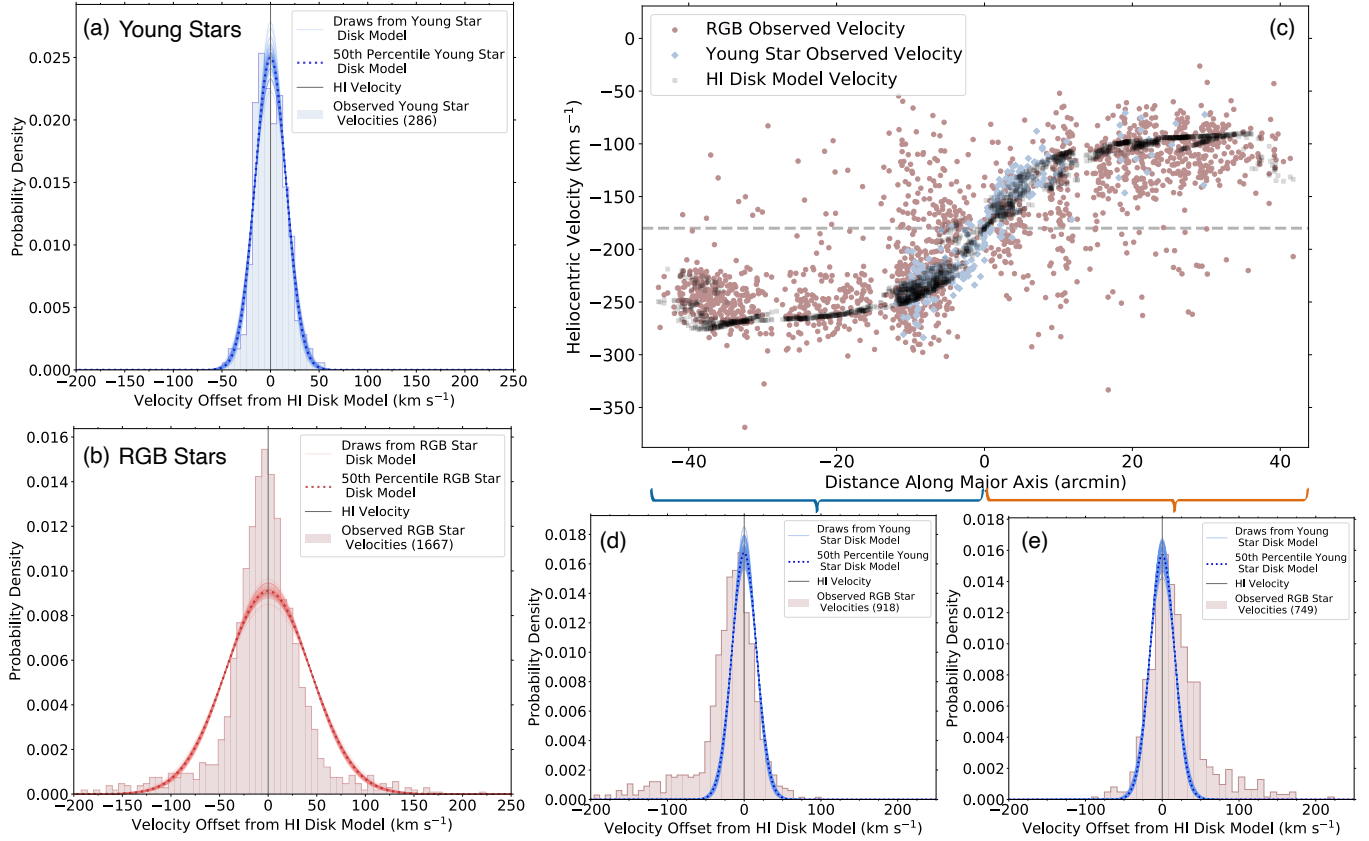 (a) Young Stars
Draws from Young Star
Disk Model
50th Percentile Young Star
Disk Model
HI Velocity
Observed Young Star
Velocities (286)
Probability Density
0.025
0.020
0.015
0.010
0.005
0.000
−200 −150 −100 −50 0 50 100 150 200 250
Velocity Offset from HI Disk Model (km s⁻¹)
(b) RGB Stars
Draws from RGB Star
Disk Model
50th Percentile RGB Star
Disk Model
HI Velocity
Observed RGB Star
Velocities (1667)
Probability Density
0.016
0.014
0.012
0.010
0.008
0.006
0.004
0.002
0.000
−200 −150 −100 −50 0 50 100 150 200 250
Velocity Offset from HI Disk Model (km s⁻¹)
(c)
RGB Observed Velocity
Young Star Observed Velocity
HI Disk Model Velocity
Heliocentric Velocity (km s⁻¹)
0
−50
−100
−150
−200
−250
−300
−350
−40 −20 0 20 40
Distance Along Major Axis (arcmin)
(d)
Draws from Young
Star Disk Model
50th Percentile Young
Star Disk Model
HI Velocity
Observed RGB Star
Velocities (918)
Probability Density
0.018
0.016
0.014
0.012
0.010
0.008
0.006
0.004
0.002
0.000
−200 −100 0 100 200
Velocity Offset from HI Disk Model (km s⁻¹)
(e)
Draws from Young
Star Disk Model
50th Percentile Young
Star Disk Model
HI Velocity
Observed RGB Star
Velocities (749)
Probability Density
0.018
0.016
0.014
0.012
0.010
0.008
0.006
0.004
0.002
0.000
−200 −100 0 100 200
Velocity Offset from HI Disk Model (km s⁻¹)